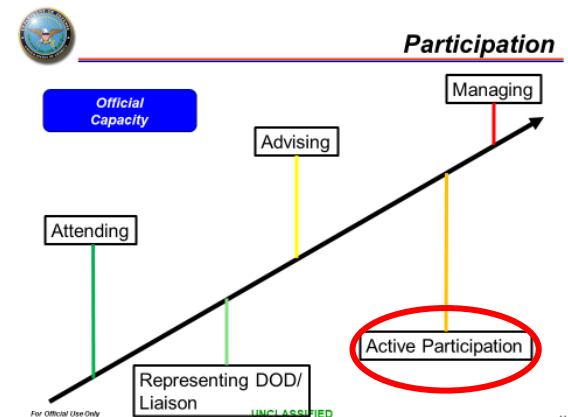 Participation
Official
Capacity
Managing
Advising
Attending
Active Participation
Representing DOD/
Liaison
For Official Use Only
UNCLASSIFIED